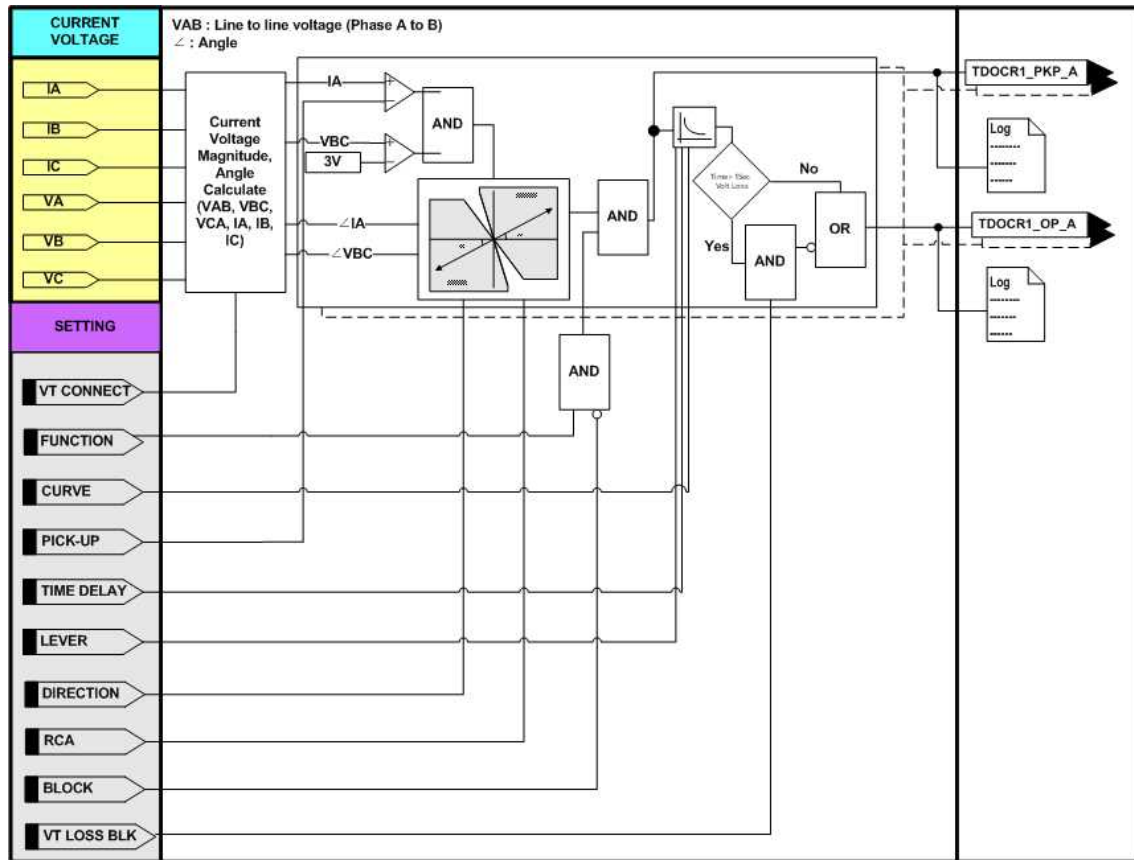 CURRENT
VOLTAGE
VAB : Line to line voltage (Phase A to B)
∠ : Angle
IA
IB
IC
VA
VB
VC
Current
Voltage
Magnitude,
Angle
Calculate
(VAB, VBC,
VCA, IA, IB,
IC)
IA
VBC
3V
∠IA
∠VBC
+
−
+
−
AND
AND
Volt Loss
No
Yes
AND
OR
TDOCR1_PKP_A
Log
TDOCR1_OP_A
Log
AND
SETTING
VT CONNECT
FUNCTION
CURVE
PICK-UP
TIME DELAY
LEVER
DIRECTION
RCA
BLOCK
VT LOSS BLK